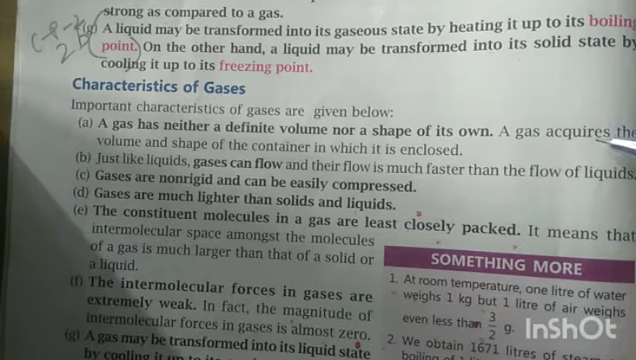 strong as compared to a gas.
(g) A liquid may be transformed into its gaseous state by heating it up to its boiling
point. On the other hand, a liquid may be transformed into its solid state by
cooling it up to its freezing point.
Characteristics of Gases
Important characteristics of gases are given below:
(a) A gas has neither a definite volume nor a shape of its own. A gas acquires the
volume and shape of the container in which it is enclosed.
(b) Just like liquids, gases can flow and their flow is much faster than the flow of liquids.
(c) Gases are nonrigid and can be easily compressed.
(d) Gases are much lighter than solids and liquids.
(e) The constituent molecules in a gas are least closely packed. It means that
intermolecular space amongst the molecules
of a gas is much larger than that of a solid or
a liquid.
(f) The intermolecular forces in gases are
extremely weak. In fact, the magnitude of
intermolecular forces in gases is almost zero.
(g) A gas may be transformed into its liquid state
by cooling it up to its
SOMETHING MORE
1. At room temperature, one litre of water
weighs 1 kg but 1 litre of air weighs
even less than 3/2 g.
2. We obtain 1671 litres of steam
boiling of 1
InShOt